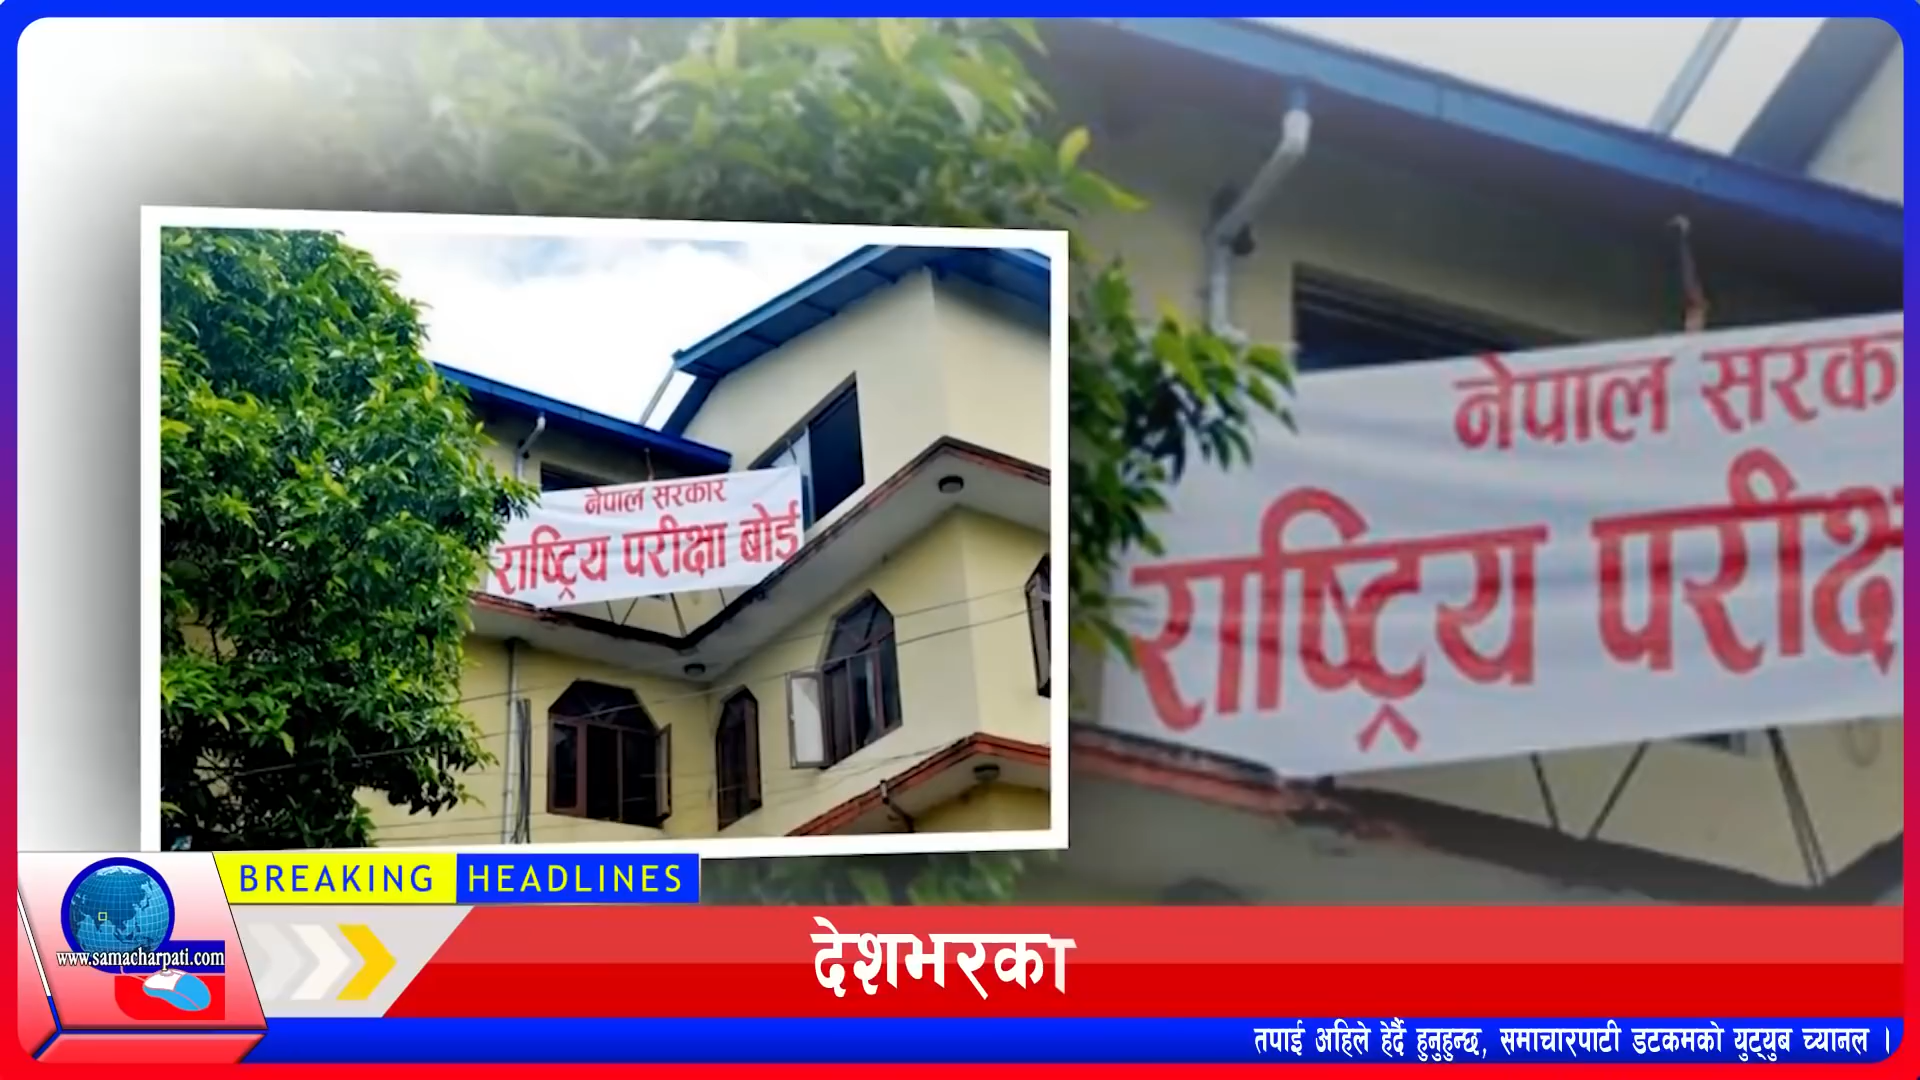 नेपाल सरकार
राष्ट्रिय परीक्षा बोर्ड
नेपाल सरका
राष्ट्रिय परीक्ष
BREAKING HEADLINES
www.samacharpati.com
देशभरका
तपाई अहिले हेर्दै हुनुहुन्छ, समाचारपाटी डटकमको युट्युब च्यानल ।